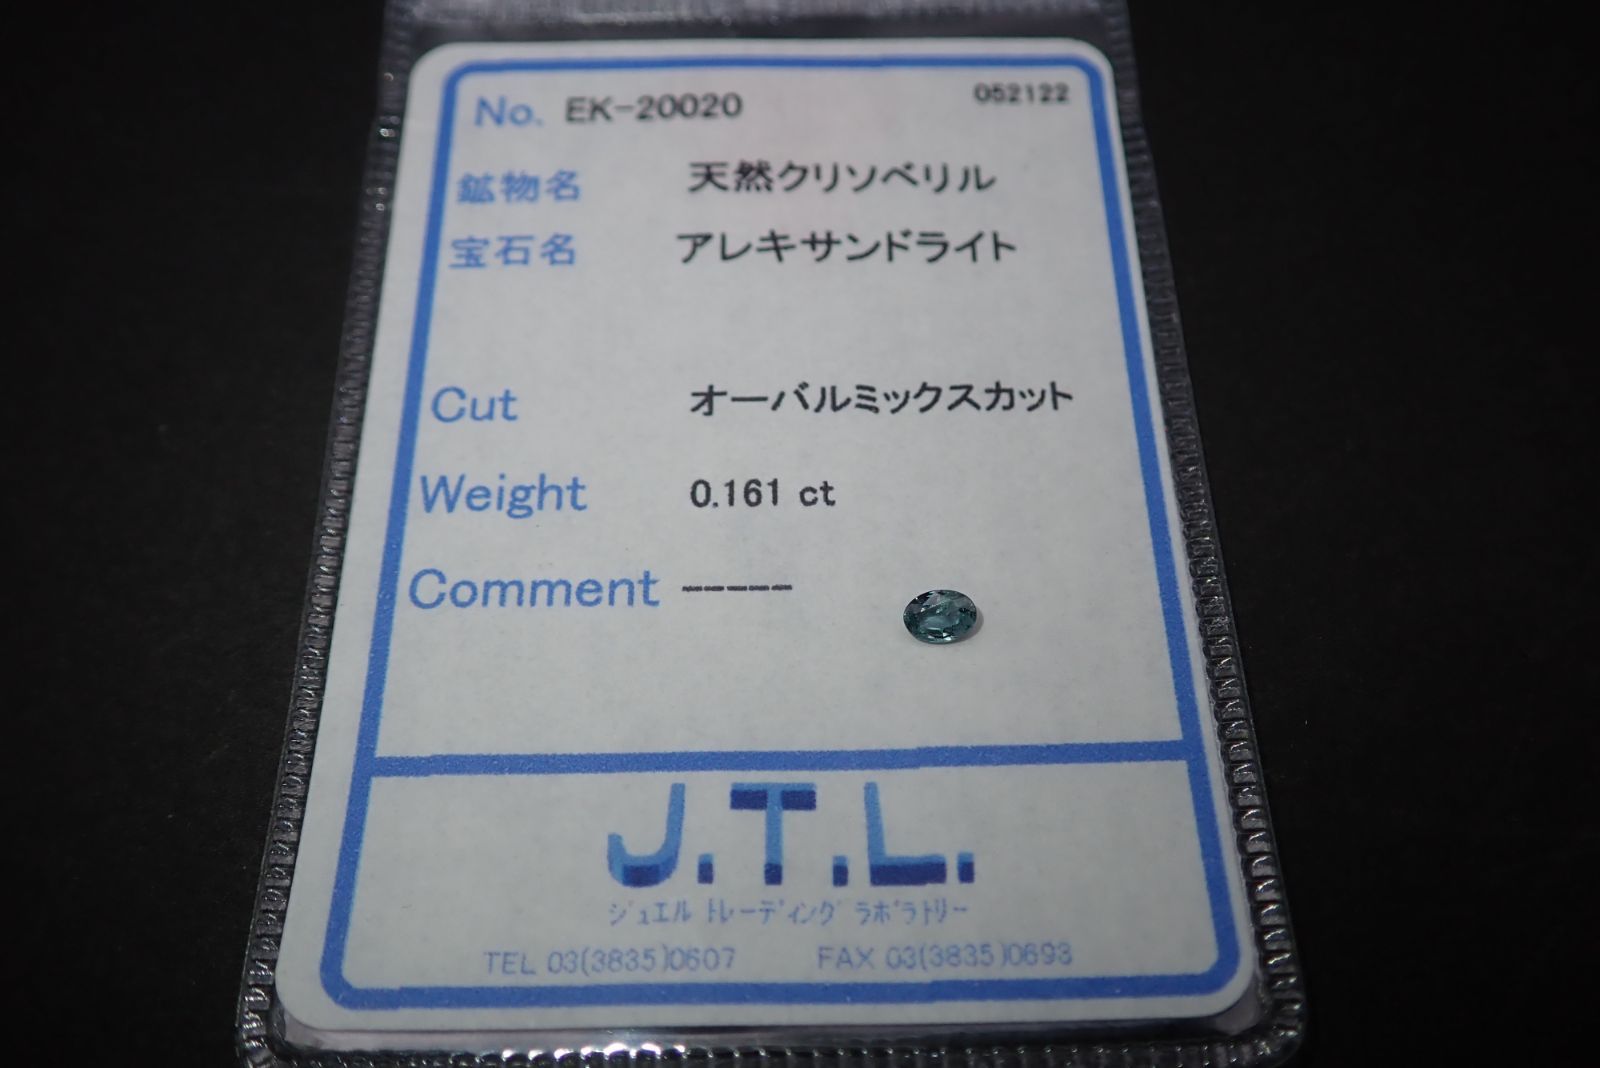 No. EK-20020 052122
鉱物名 天然クリソベリル
宝石名 アレキサンドライト
Cut オーバルミックスカット
Weight 0.161 ct
Comment -----
J.T.L.
ジュエル トレーディング ラボラトリー
TEL 03(3835)0607 FAX 03(3835)0693